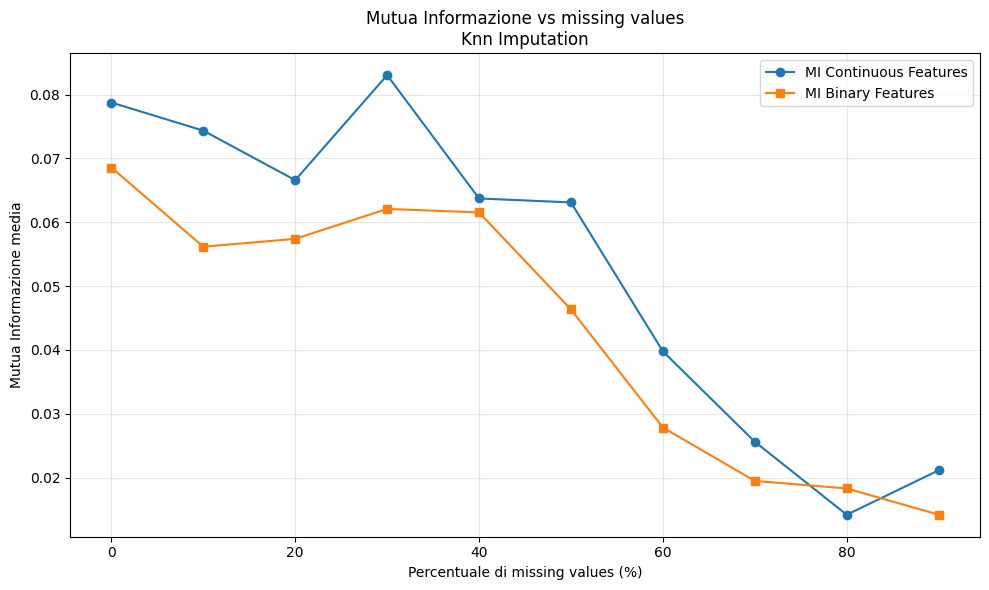 Mutua Informazione vs missing values
Knn Imputation
MI Continuous Features
MI Binary Features
Mutua Informazione media
0.08
0.07
0.06
0.05
0.04
0.03
0.02
0 20 40 60 80
Percentuale di missing values (%)